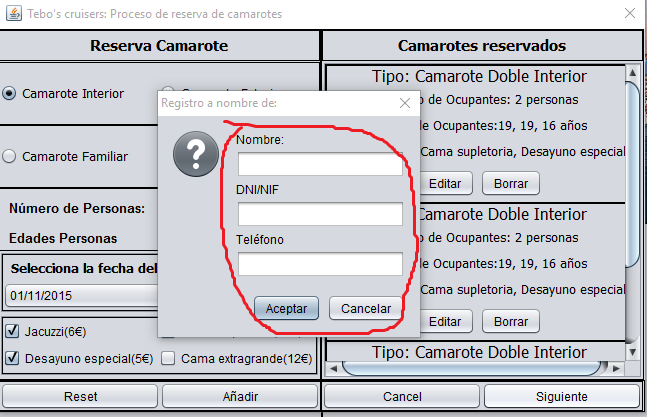 Tebo's cruisers: Proceso de reserva de camarotes
Reserva Camarote
Camarote Interior
Camarote Familiar
Número de Personas:
Edades Personas
Selecciona la fecha del
01/11/2015
Jacuzzi(6€)
Desayuno especial(5€)
Cama extragrande(12€)
Reset
Añadir
Registro a nombre de:
?
Nombre:
DNI/NIF
Teléfono
Aceptar
Cancelar
Camarotes reservados
Tipo: Camarote Doble Interior
de Ocupantes: 2 personas
de Ocupantes:19, 19, 16 años
Cama supletoria, Desayuno especial
Editar
Borrar
Tipo: Camarote Doble Interior
de Ocupantes: 2 personas
de Ocupantes:19, 19, 16 años
Cama supletoria, Desayuno especial
Editar
Borrar
Tipo: Camarote Doble Interior
Cancel
Siguiente